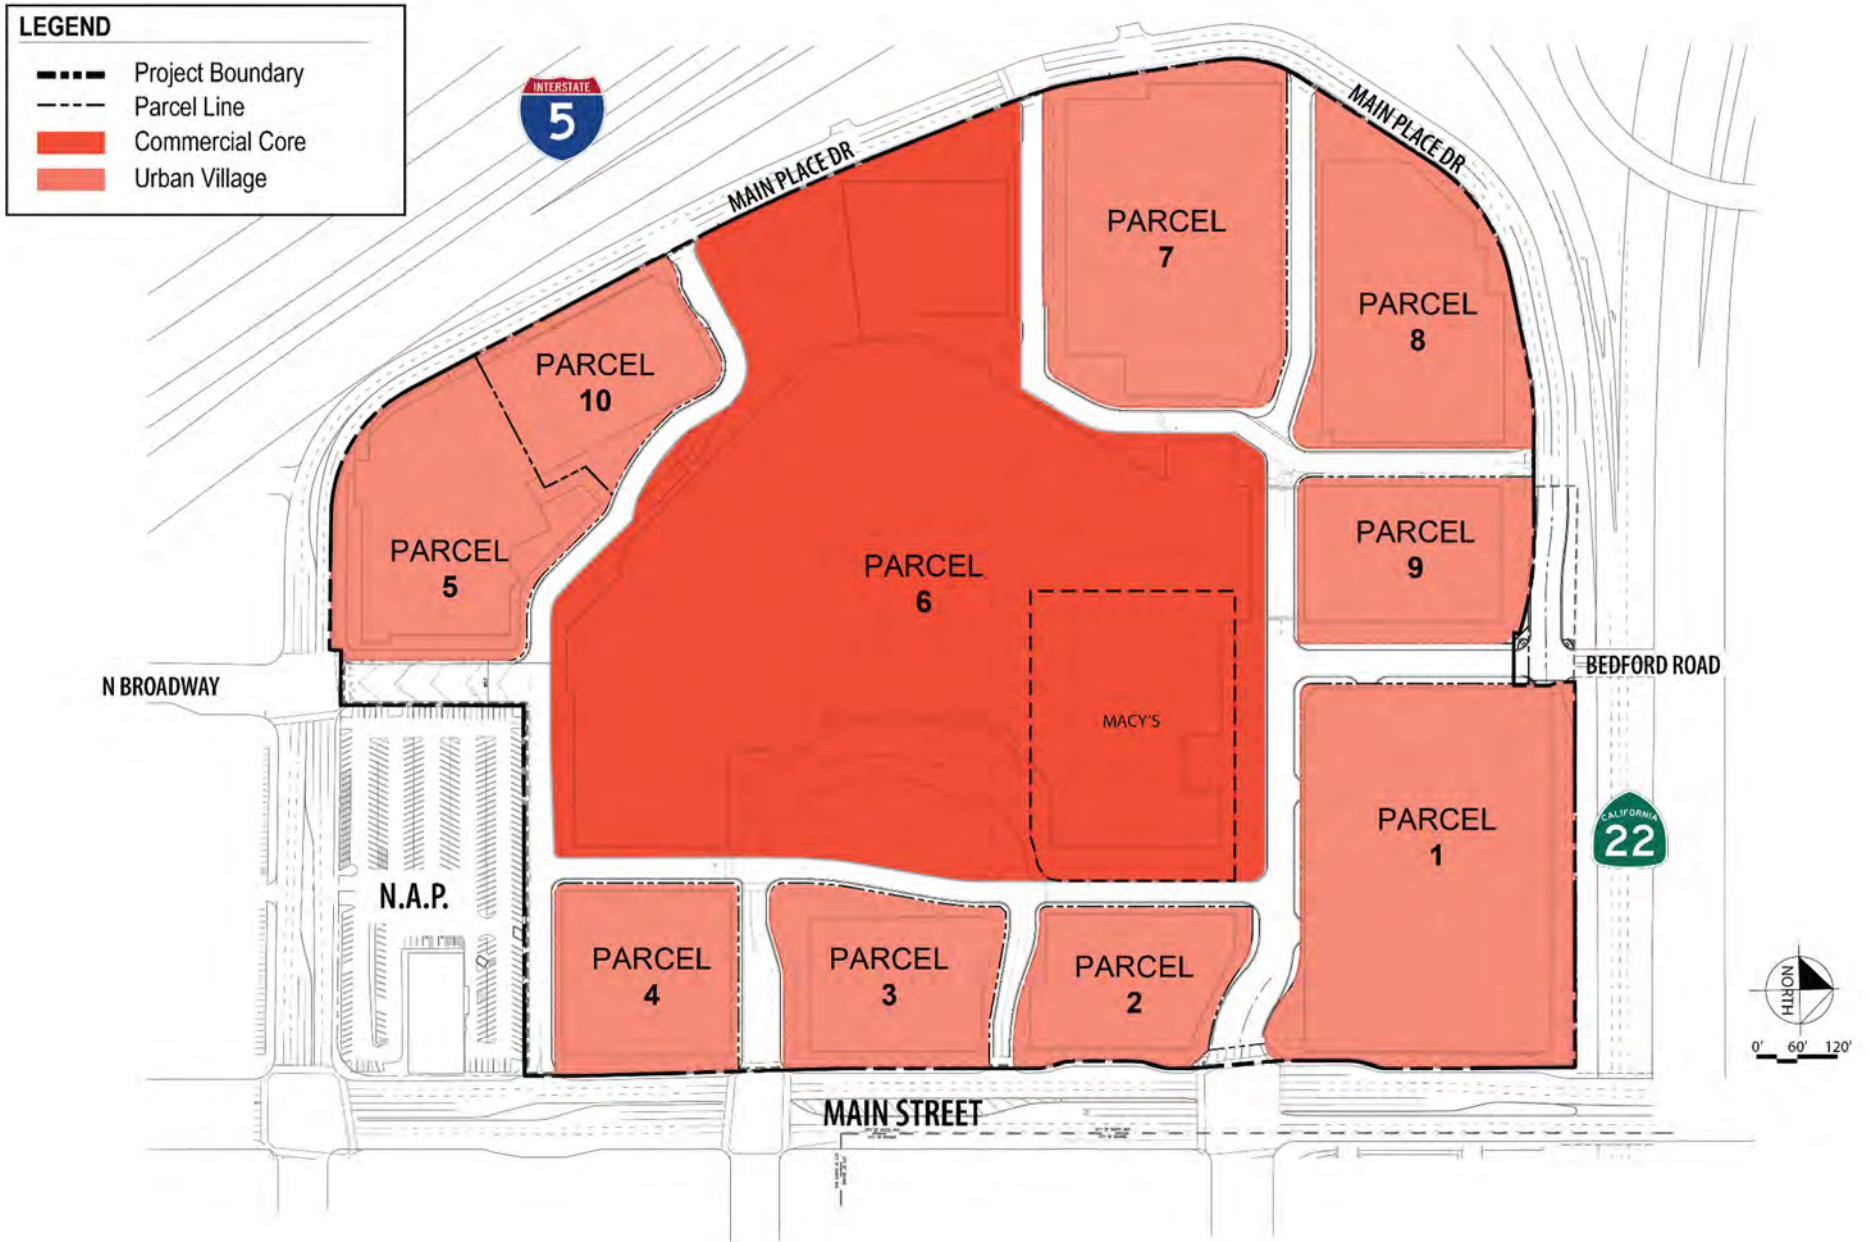 LEGEND
Project Boundary
Parcel Line
Commercial Core
Urban Village
INTERSTATE
5
MAIN PLACE DR
MAIN PLACE DR
PARCEL
7
PARCEL
8
PARCEL
10
PARCEL
5
PARCEL
6
PARCEL
9
N BROADWAY
BEDFORD ROAD
MACY'S
PARCEL
1
CALIFORNIA
22
N.A.P.
PARCEL
4
PARCEL
3
PARCEL
2
NORTH
0' 60' 120'
MAIN STREET